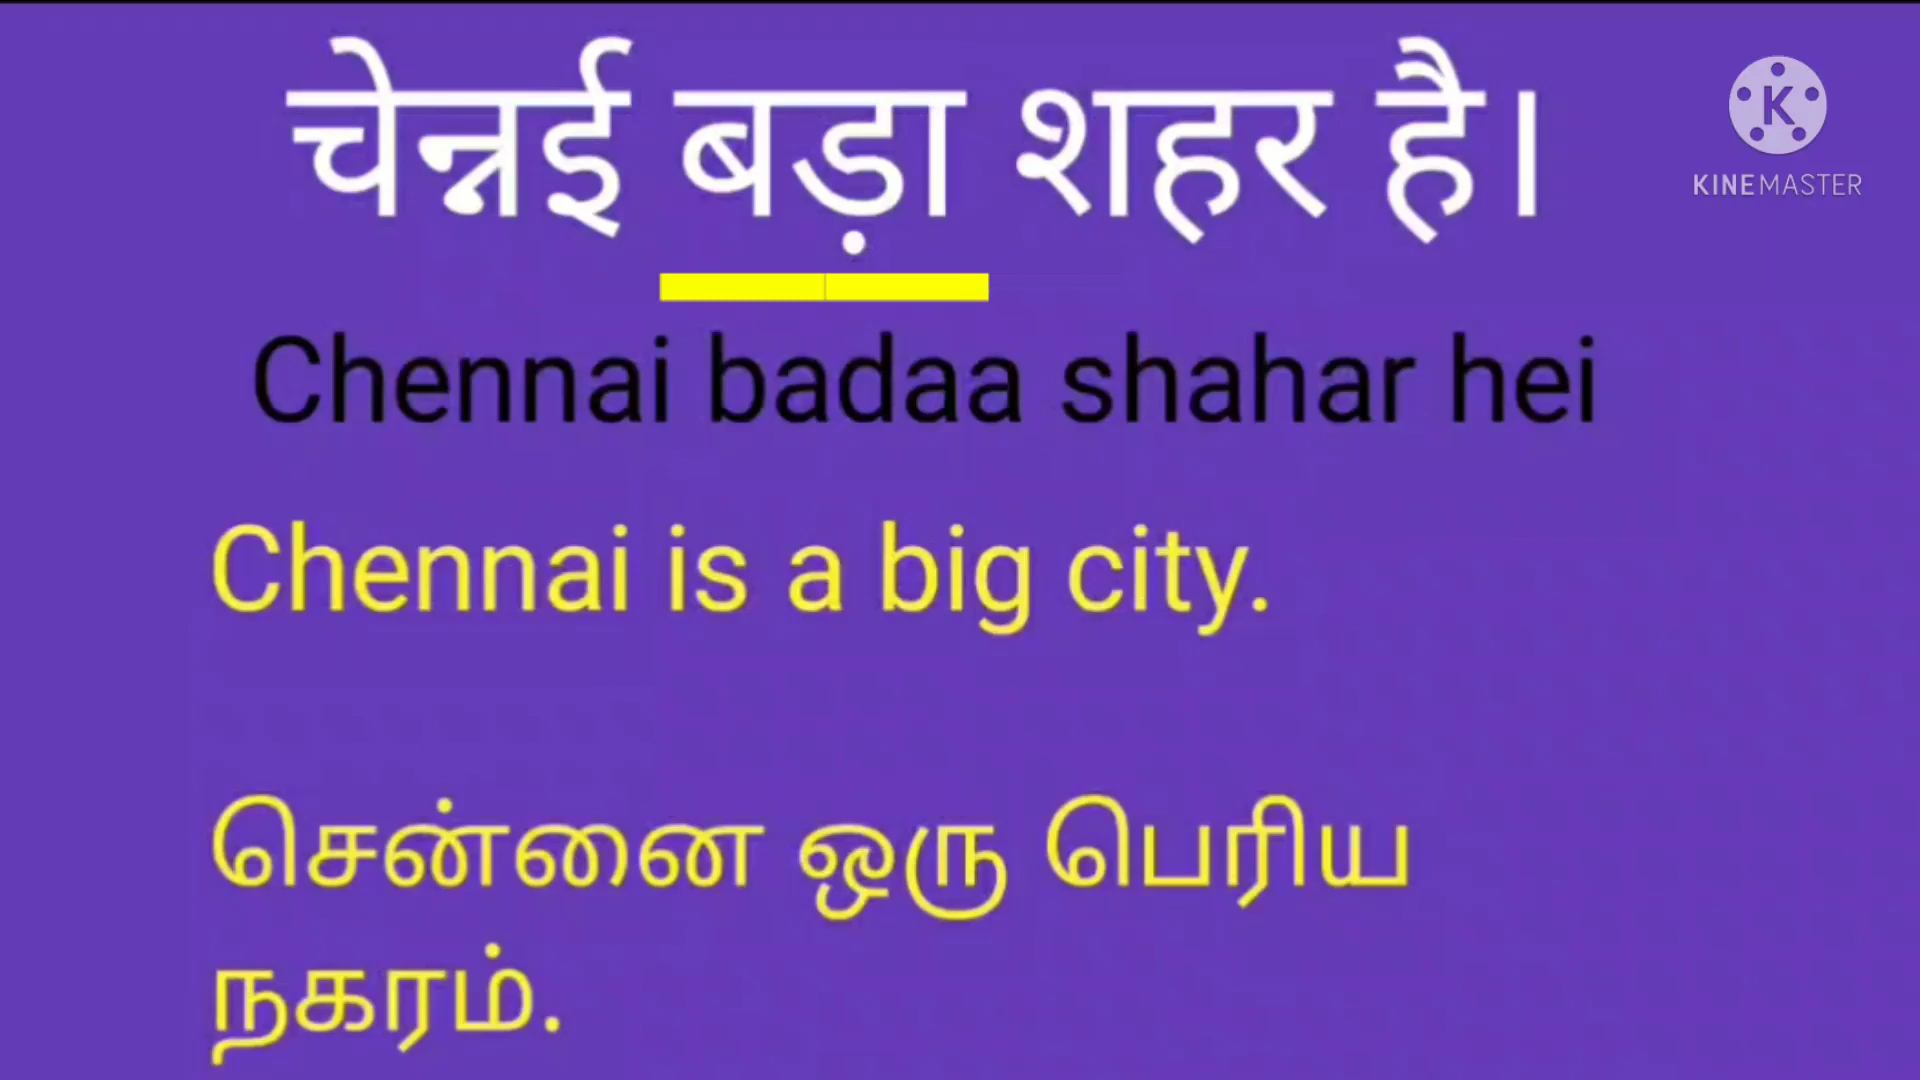 चेन्नई बड़ा शहर है।
KINEMASTER
Chennai badaa shahar hei
Chennai is a big city.
சென்னை ஒரு பெரிய
நகரம்.